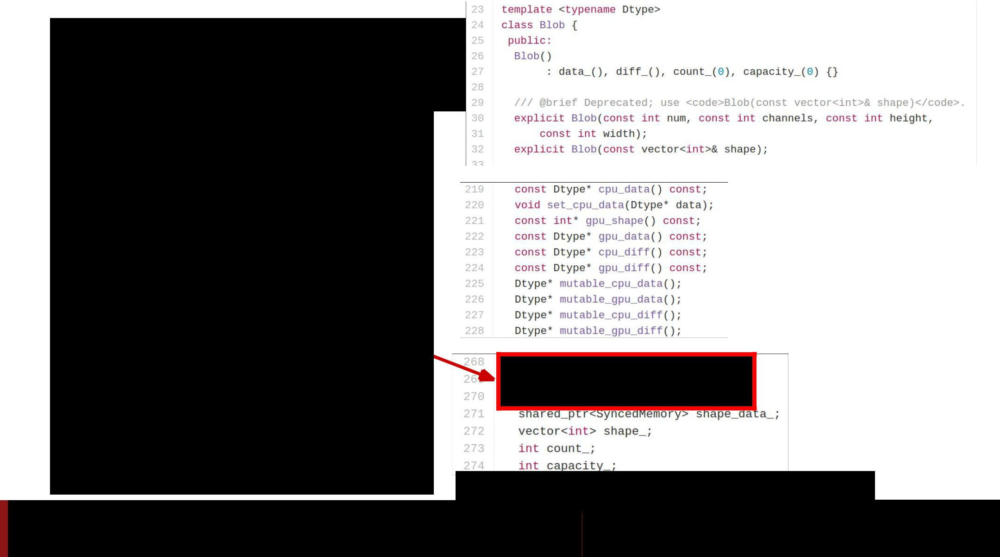 23 template <typename Dtype>
24 class Blob {
25 public:
26 Blob()
27 : data_(), diff_(), count_(0), capacity_(0) {}
28
29 /// @brief Deprecated; use <code>Blob(const vector<int>& shape)</code>.
30 explicit Blob(const int num, const int channels, const int height,
31 const int width);
32 explicit Blob(const vector<int>& shape);
33
219 const Dtype* cpu_data() const;
220 void set_cpu_data(Dtype* data);
221 const int* gpu_shape() const;
222 const Dtype* gpu_data() const;
223 const Dtype* cpu_diff() const;
224 const Dtype* gpu_diff() const;
225 Dtype* mutable_cpu_data();
226 Dtype* mutable_gpu_data();
227 Dtype* mutable_cpu_diff();
228 Dtype* mutable_gpu_diff();
268
270
271 shared_ptr<SyncedMemory> shape_data_;
272 vector<int> shape_;
273 int count_;
274 int capacity_;